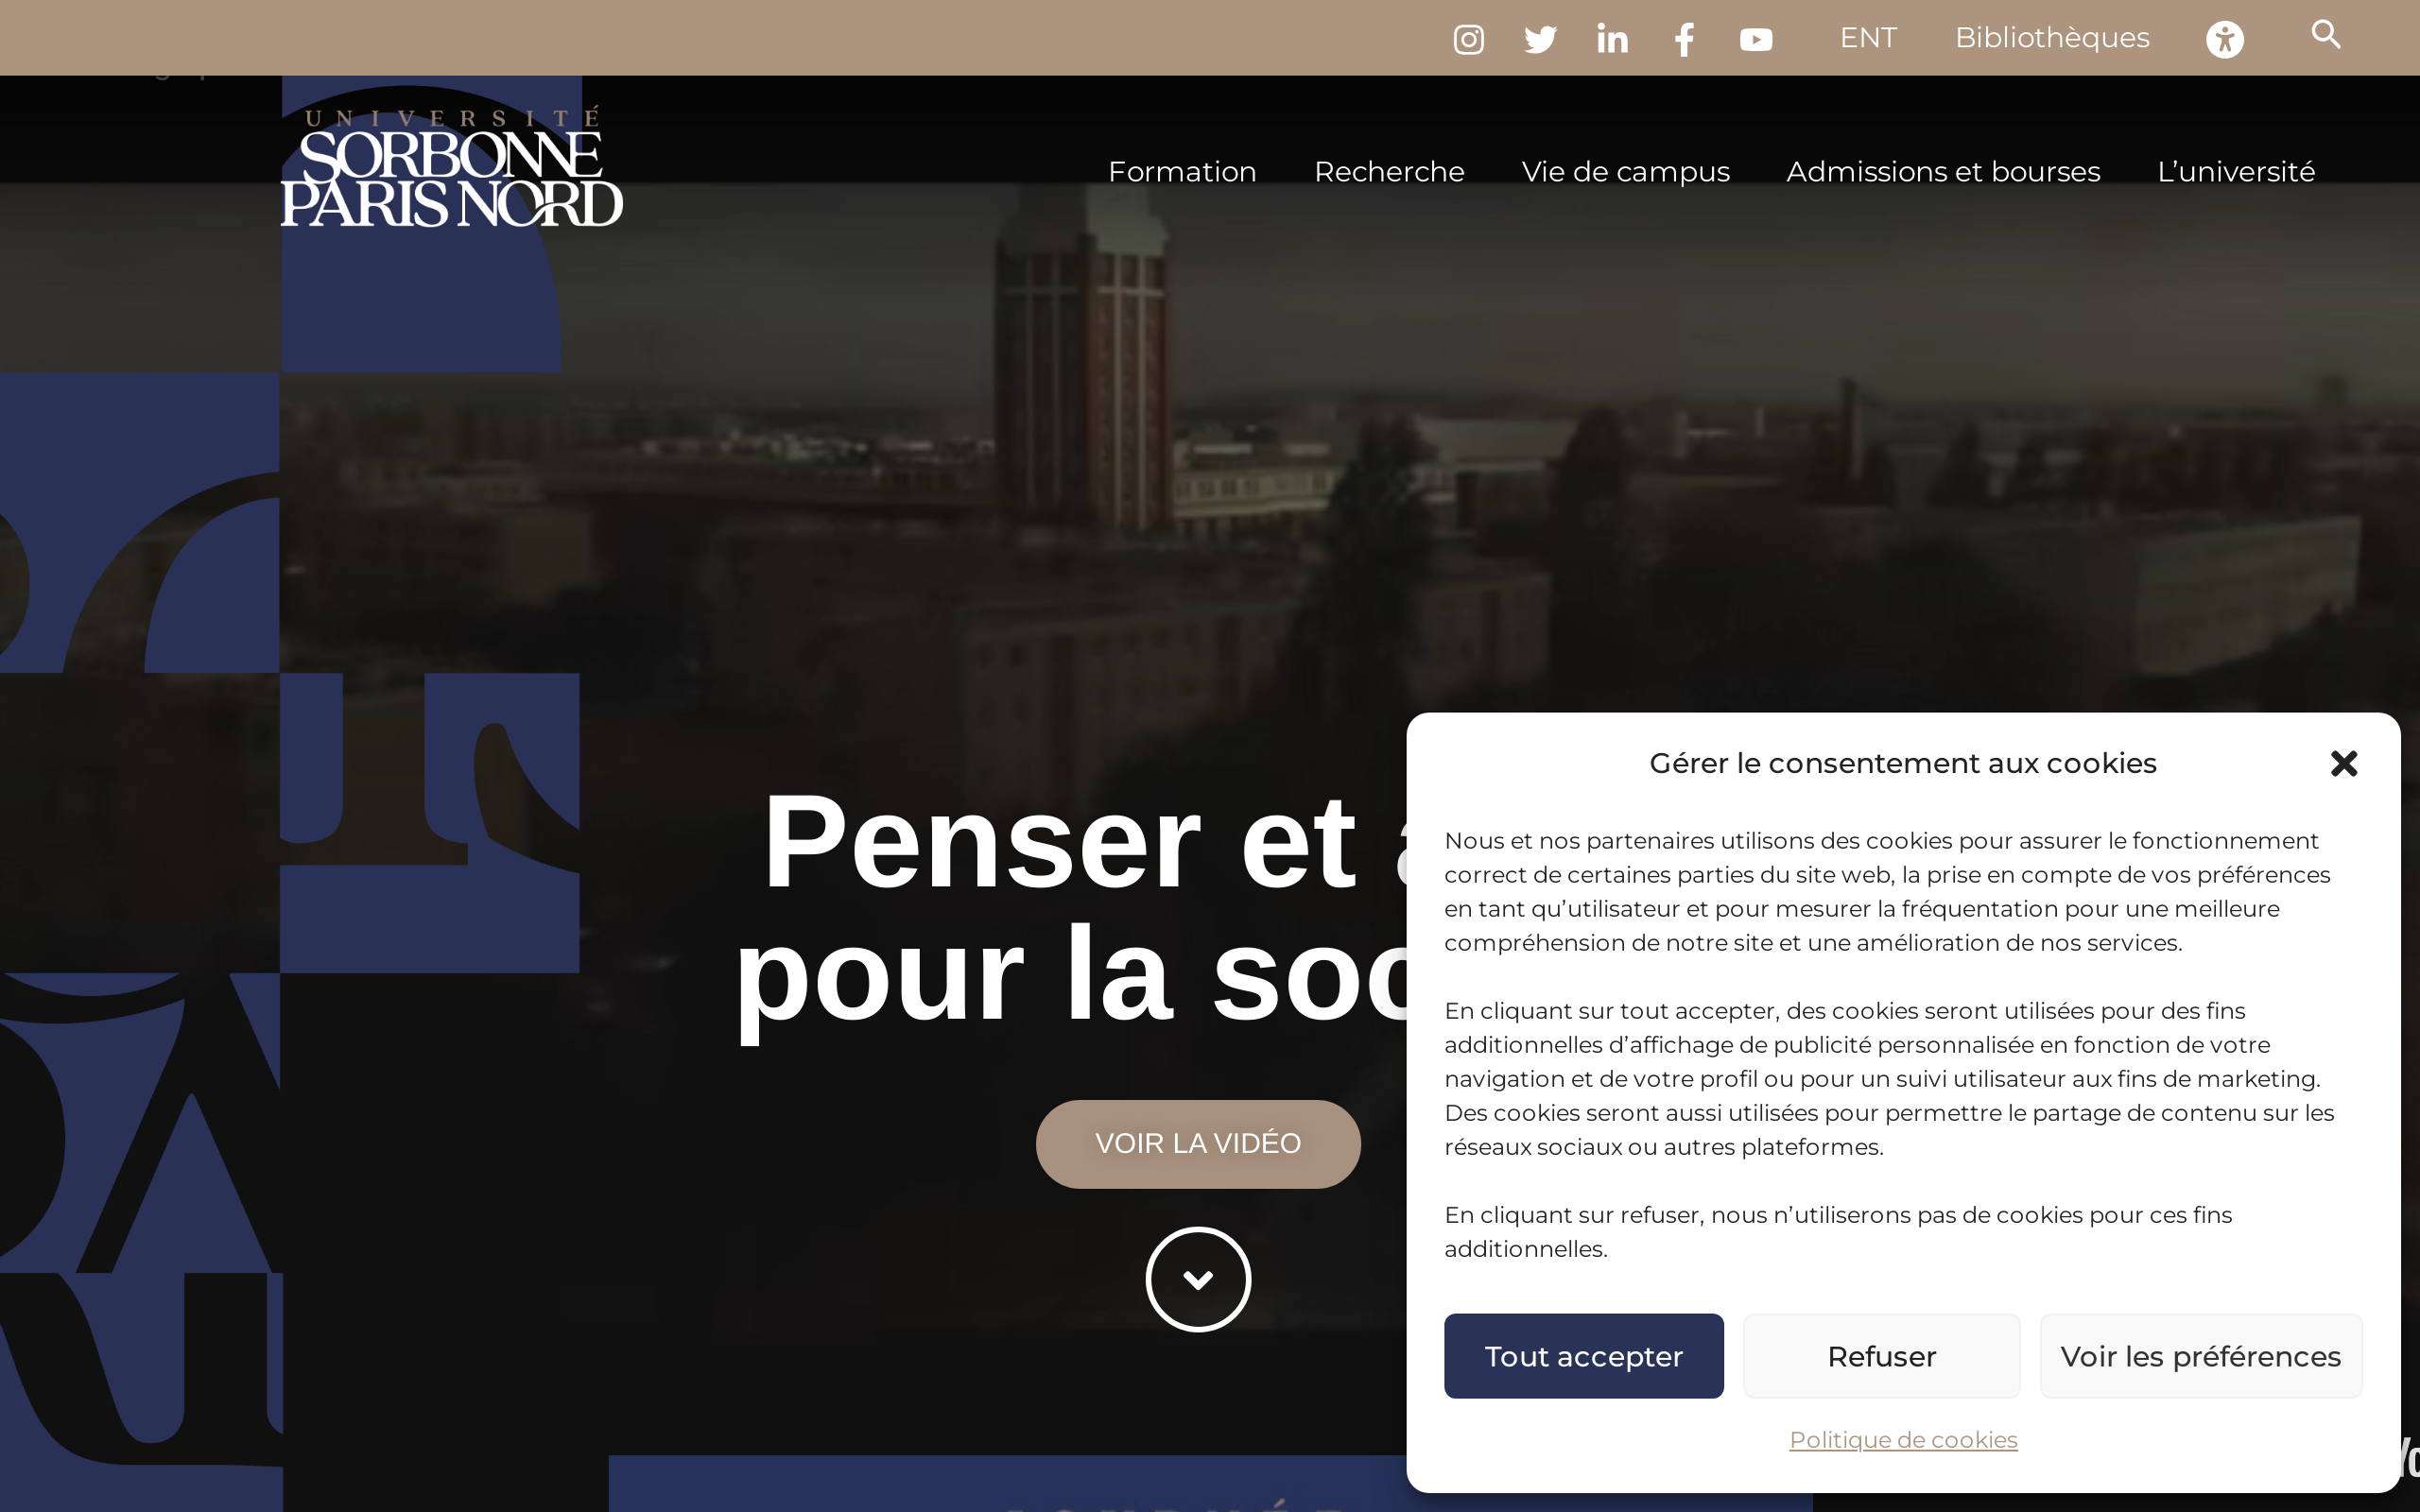 ENT
Bibliothèques
UNIVERSITÉ
SORBONNE
PARIS NORD
Formation
Recherche
Vie de campus
Admissions et bourses
L’université
Penser et
pour la soc
VOIR LA VIDÉO
Gérer le consentement aux cookies
Nous et nos partenaires utilisons des cookies pour assurer le fonctionnement
correct de certaines parties du site web, la prise en compte de vos préférences
en tant qu’utilisateur et pour mesurer la fréquentation pour une meilleure
compréhension de notre site et une amélioration de nos services.
En cliquant sur tout accepter, des cookies seront utilisées pour des fins
additionnelles d’affichage de publicité personnalisée en fonction de votre
navigation et de votre profil ou pour un suivi utilisateur aux fins de marketing.
Des cookies seront aussi utilisées pour permettre le partage de contenu sur les
réseaux sociaux ou autres plateformes.
En cliquant sur refuser, nous n’utiliserons pas de cookies pour ces fins
additionnelles.
Tout accepter
Refuser
Voir les préférences
Politique de cookies